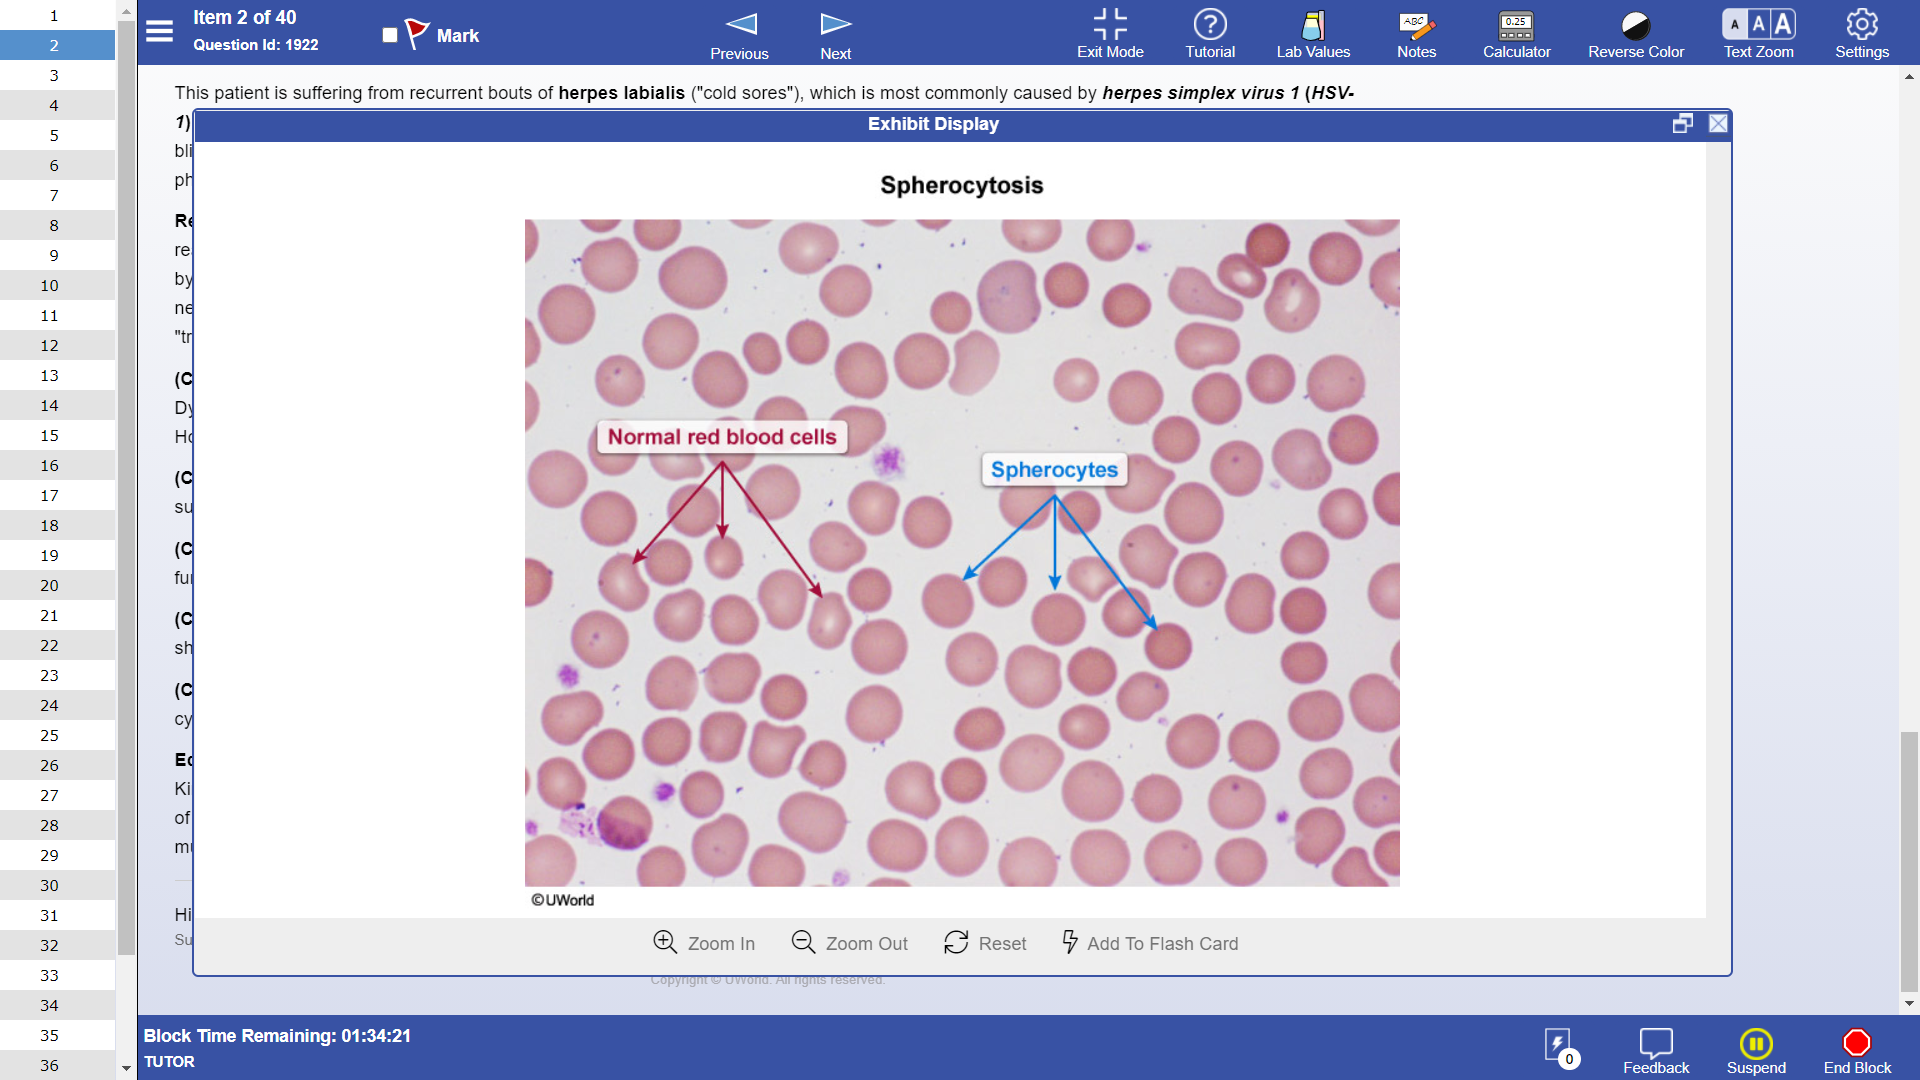 1
2
3
4
5
6
7
8
9
10
11
12
13
14
15
16
17
18
19
20
21
22
23
24
25
26
27
28
29
30
31
32
33
34
35
36
Item 2 of 40
Question Id: 1922
Mark
Previous
Next
Exit Mode
Tutorial
Lab Values
ABC
Notes
0.25
Calculator
Reverse Color
A A A
Text Zoom
Settings
This patient is suffering from recurrent bouts of herpes labialis ("cold sores"), which is most commonly caused by herpes simplex virus 1 (HSV-
1)
bli
ph
Re
re
by
ne
"tr
(C
Dy
Ho
(C
su
(C
fur
(C
sh
(C
cy
Ed
Ki
of
mu
Hi
Su
Exhibit Display
Spherocytosis
Normal red blood cells
Spherocytes
©UWorld
Zoom In
Zoom Out
Reset
Add To Flash Card
Copyright © UWorld. All rights reserved.
Block Time Remaining: 01:34:21
TUTOR
0
Feedback
Suspend
End Block